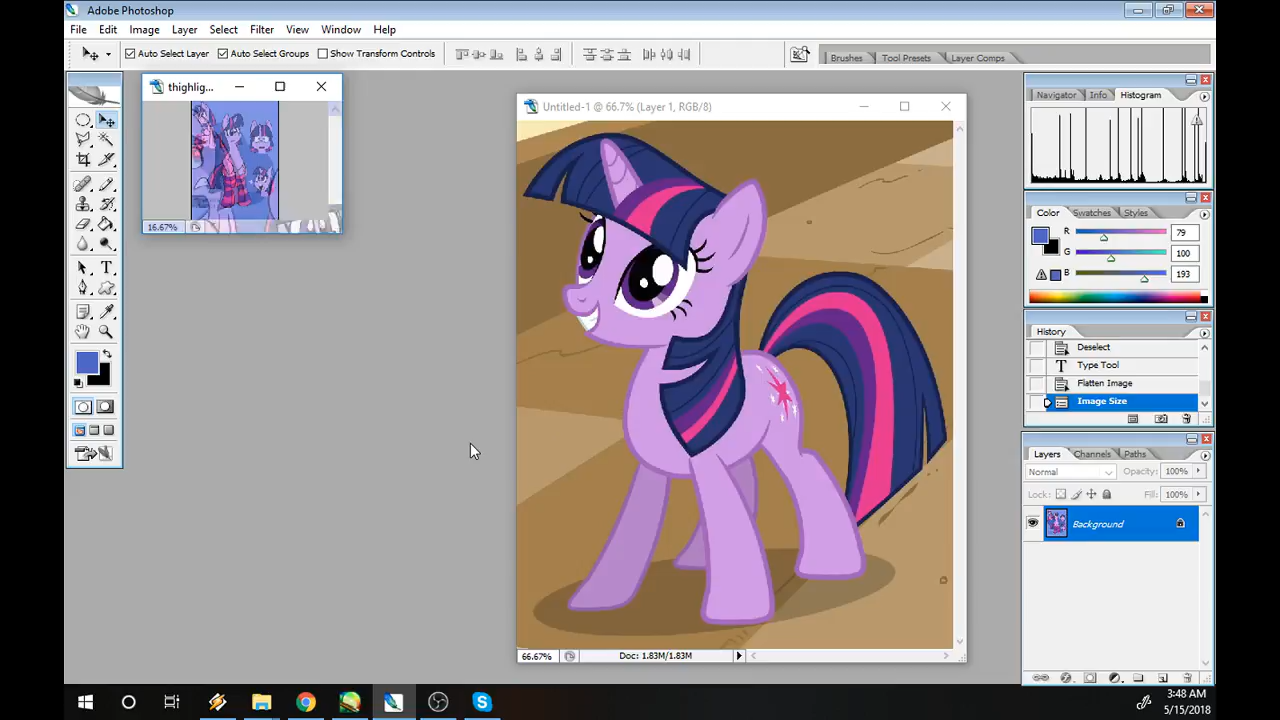 Adobe Photoshop
File Edit Image Layer Select Filter View Window Help
Auto Select Layer Auto Select Groups Show Transform Controls
Brushes Tool Presets Layer Comps
thighlig...
16.67%
Untitled-1 @ 66.7% (Layer 1, RGB/8)
66.67% Doc: 1.83M/1.83M
Navigator Info Histogram
Color Swatches Styles
R 79
G 100
B 193
History
Deselect
Type Tool
Flatten Image
Image Size
Layers Channels Paths
Normal Opacity: 100%
Lock: Fill: 100%
Background
3:48 AM
5/15/2018